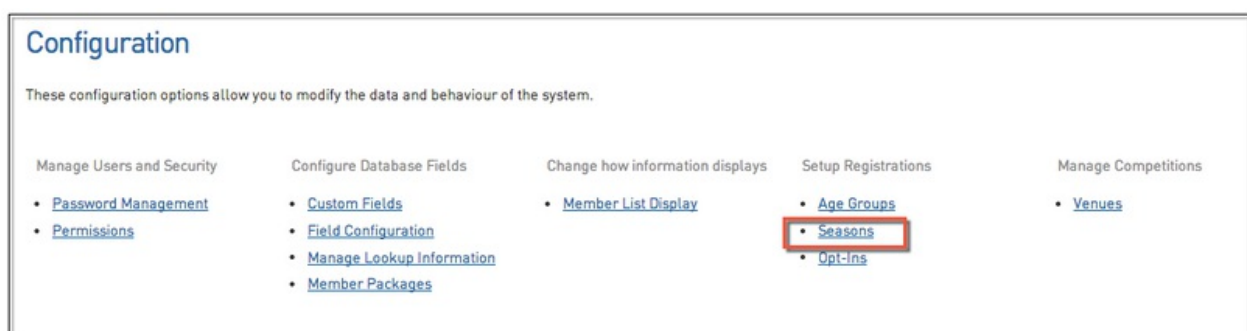 Configuration
These configuration options allow you to modify the data and behaviour of the system.
Manage Users and Security
• Password Management
• Permissions
Configure Database Fields
• Custom Fields
• Field Configuration
• Manage Lookup Information
• Member Packages
Change how information displays
• Member List Display
Setup Registrations
• Age Groups
• Seasons
• Opt-Ins
Manage Competitions
• Venues